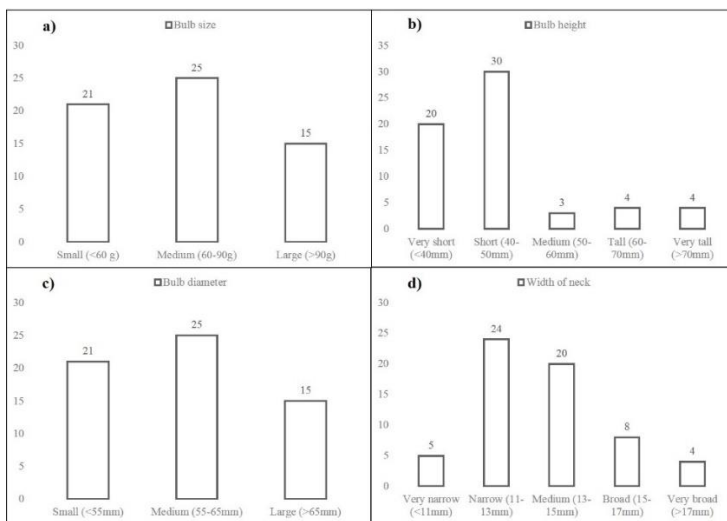 a)
Bulb size
30
25
20
15
10
5
0
21
25
15
Small (<60 g)
Medium (60-90g)
Large (>90g)
b)
Bulb height
35
30
25
20
15
10
5
0
20
30
3
4
4
Very short
(<40mm)
Short (40-
50mm)
Medium (50-
60mm)
Tall (60-
70mm)
Very tall
(>70mm)
c)
Bulb diameter
30
25
20
15
10
5
0
21
25
15
Small (<55mm)
Medium (55-65mm)
Large (>65mm)
d)
Width of neck
30
25
20
15
10
5
0
5
24
20
8
4
Very narrow
(<11mm)
Narrow (11-
13mm)
Medium (13-
15mm)
Broad (15-
17mm)
Very broad
(>17mm)